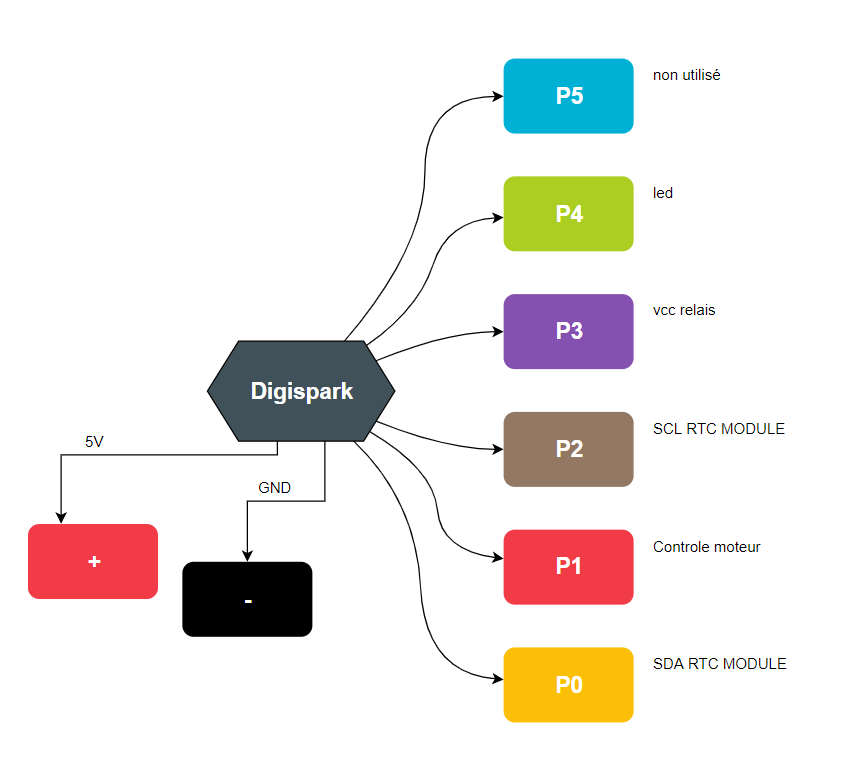 P5
non utilisé
P4
led
P3
vcc relais
Digispark
P2
SCL RTC MODULE
5V
GND
+
-
P1
Controle moteur
P0
SDA RTC MODULE